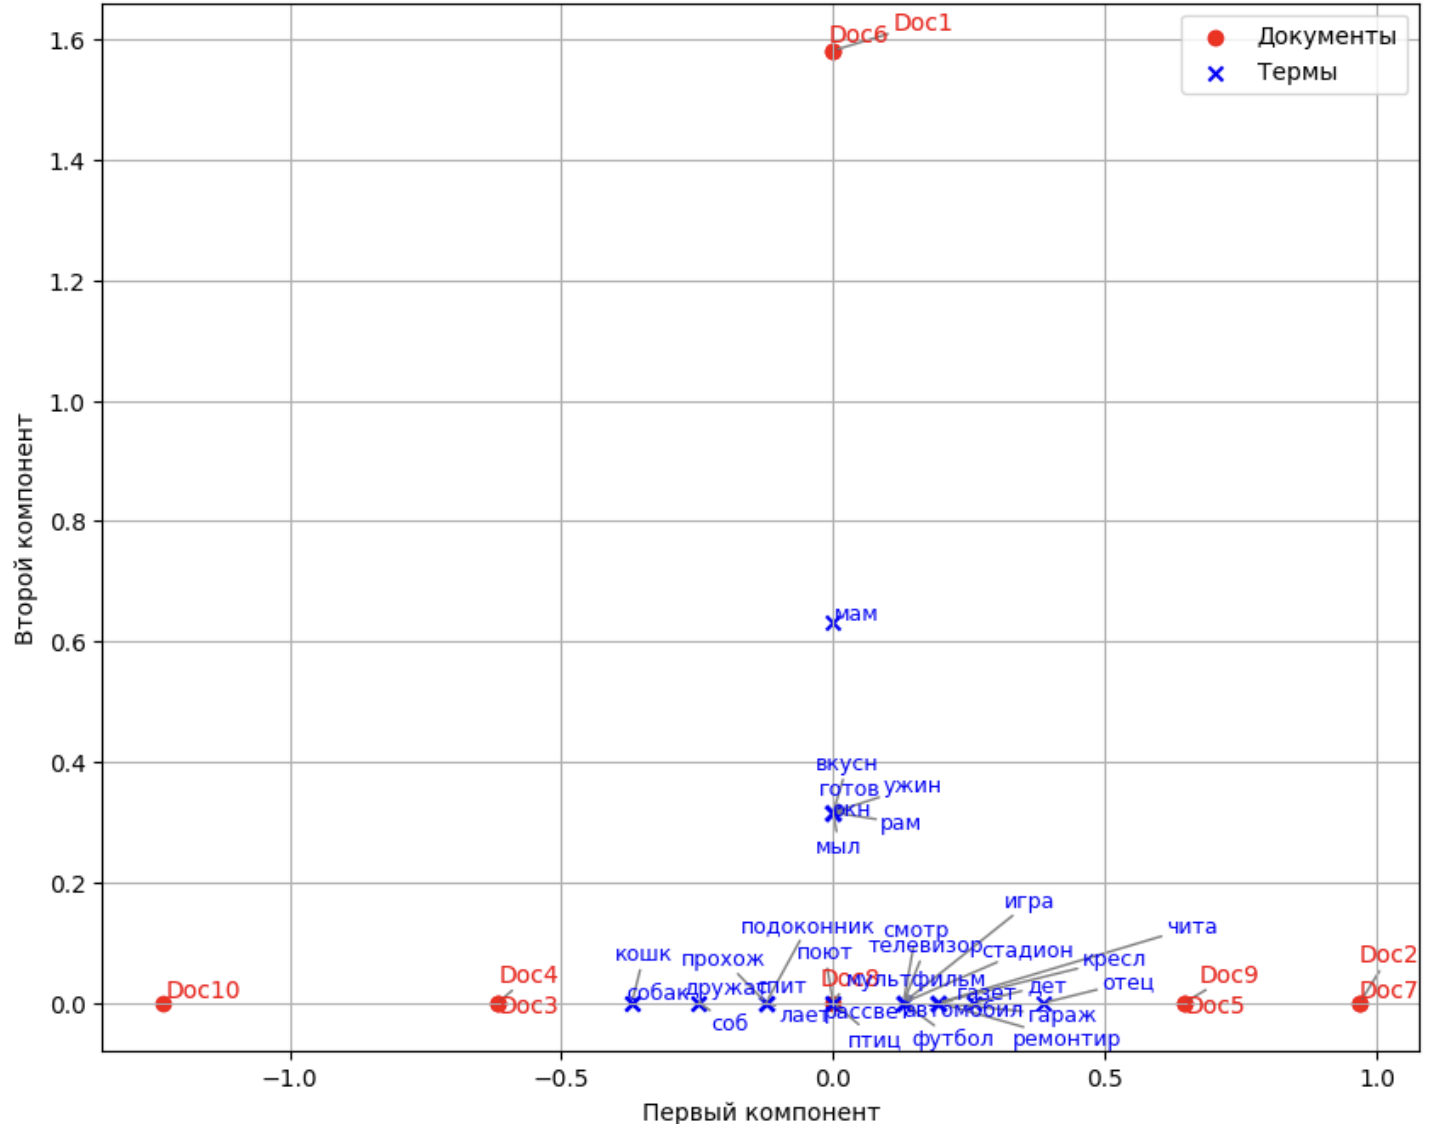 1.6
1.4
1.2
1.0
0.8
0.6
0.4
0.2
0.0
Второй компонент
−1.0
−0.5
0.0
0.5
1.0
Первый компонент
Документы
Термы
Doc6
Doc1
мам
вкусн
готов
ужин
окн
рам
мыл
игра
подоконник
смотр
чита
телевизор
кошк
прохож
поют
стадион
кресл
Doc2
Doc10
Doc4
Doc8
мультфильм
Doc9
собак
дружат
спит
газет
дет
отец
Doc7
Doc3
соб
лает
рассвет
автомобил
гараж
Doc5
птиц
футбол
ремонтир